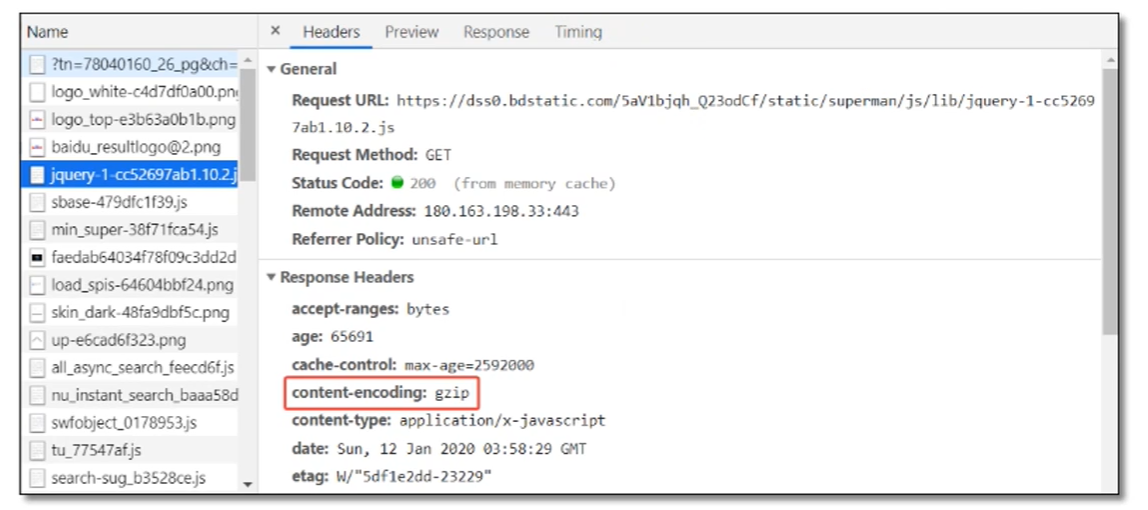 Name
?tn=78040160_26_pg&ch=
logo_white-c4d7df0a00.png
logo_top-e3b63a0b1b.png
baidu_resultlogo@2.png
jquery-1-cc52697ab1.10.2.j
sbase-479dfc1f39.js
min_super-38f71fca54.js
faedab64034f78f09c3dd2d
load_spis-64604bbf24.png
skin_dark-48fa9dbf5c.png
up-e6cad6f323.png
all_async_search_feecd6f.js
nu_instant_search_baaa58d
swfobject_0178953.js
tu_77547af.js
search-sug_b3528ce.js
× Headers Preview Response Timing
General
Request URL: https://dss0.bdstatic.com/5aV1bjqh_Q23odCf/static/superman/js/lib/jquery-1-cc5269
7ab1.10.2.js
Request Method: GET
Status Code: 200 (from memory cache)
Remote Address: 180.163.198.33:443
Referrer Policy: unsafe-url
Response Headers
accept-ranges: bytes
age: 65691
cache-control: max-age=2592000
content-encoding: gzip
content-type: application/x-javascript
date: Sun, 12 Jan 2020 03:58:29 GMT
etag: W/"5df1e2dd-23229"